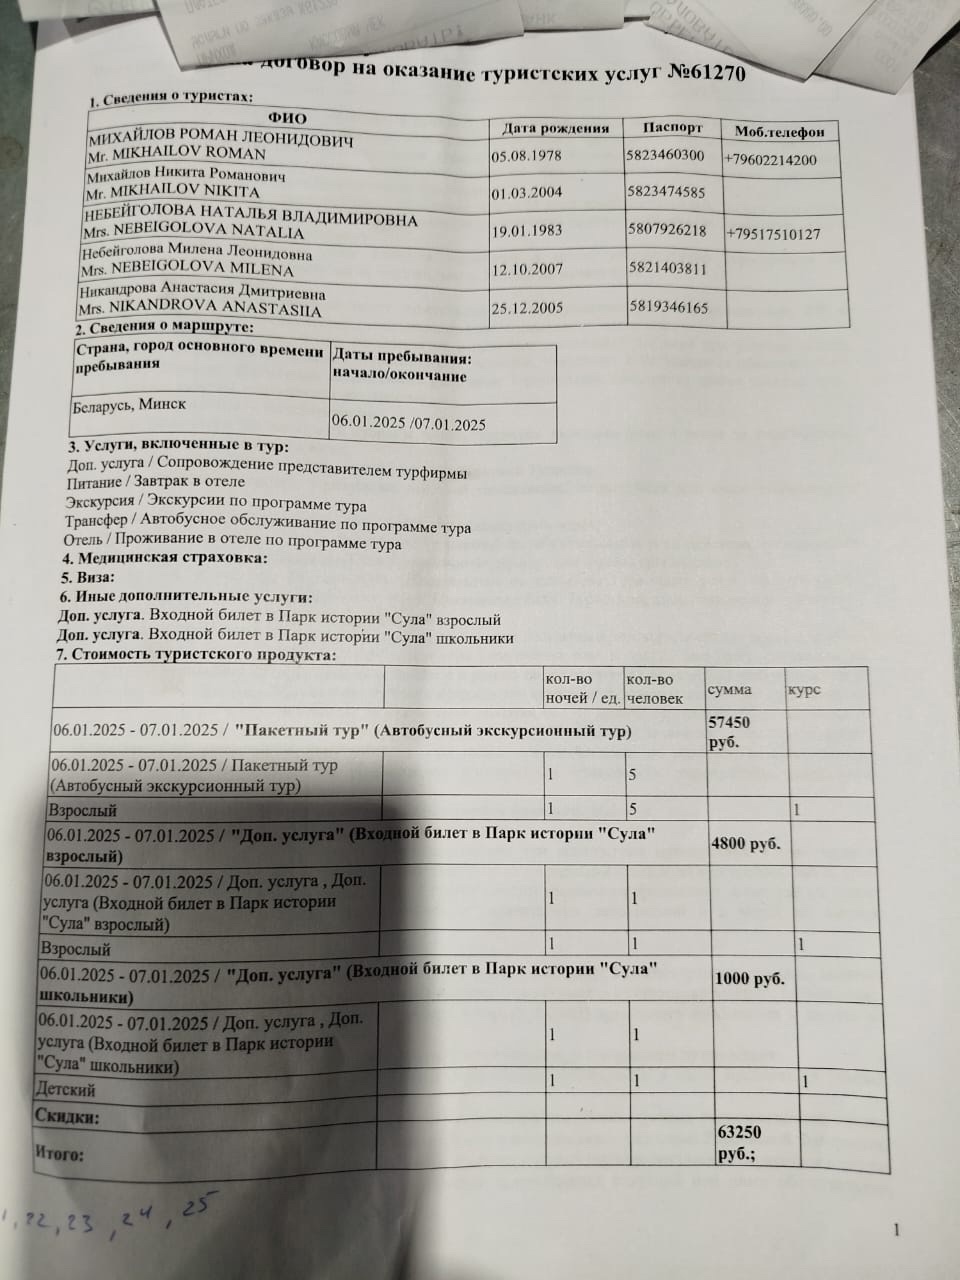 договор на оказание туристских услуг №61270
1. Сведения о туристах:
ФИО
Дата рождения
Паспорт
Моб.телефон
МИХАЙЛОВ РОМАН ЛЕОНИДОВИЧ
Mr. MIKHAILOV ROMAN
05.08.1978
5823460300
+79602214200
Михайлов Никита Романович
Mr. MIKHAILOV NIKITA
01.03.2004
5823474585
НЕБЕЙГОЛОВА НАТАЛЬЯ ВЛАДИМИРОВНА
Mrs. NEBEIGOLOVA NATALIA
19.01.1983
5807926218
+79517510127
Небейголова Милена Леонидовна
Mrs. NEBEIGOLOVA MILENA
12.10.2007
5821403811
Никандрова Анастасия Дмитриевна
Mrs. NIKANDROVA ANASTASIIA
25.12.2005
5819346165
2. Сведения о маршруте:
Страна, город основного времени
пребывания
Даты пребывания:
начало/окончание
Беларусь, Минск
06.01.2025 /07.01.2025
3. Услуги, включенные в тур:
Доп. услуга / Сопровождение представителем турфирмы
Питание / Завтрак в отеле
Экскурсия / Экскурсии по программе тура
Трансфер / Автобусное обслуживание по программе тура
Отель / Проживание в отеле по программе тура
4. Медицинская страховка:
5. Виза:
6. Иные дополнительные услуги:
Доп. услуга. Входной билет в Парк истории "Сула" взрослый
Доп. услуга. Входной билет в Парк истории "Сула" школьники
7. Стоимость туристского продукта:
кол-во
ночей / ед.
кол-во
человек
сумма
курс
06.01.2025 - 07.01.2025 / "Пакетный тур" (Автобусный экскурсионный тур)
57450
руб.
06.01.2025 - 07.01.2025 / Пакетный тур
(Автобусный экскурсионный тур)
1
5
Взрослый
1
5
1
06.01.2025 - 07.01.2025 / "Доп. услуга" (Входной билет в Парк истории "Сула"
взрослый)
4800 руб.
06.01.2025 - 07.01.2025 / Доп. услуга , Доп.
услуга (Входной билет в Парк истории
"Сула" взрослый)
1
1
Взрослый
1
1
1
06.01.2025 - 07.01.2025 / "Доп. услуга" (Входной билет в Парк истории "Сула"
школьники)
1000 руб.
06.01.2025 - 07.01.2025 / Доп. услуга , Доп.
услуга (Входной билет в Парк истории
"Сула" школьники)
1
1
Детский
1
1
1
Скидки:
Итого:
63250
руб.;
, 22, 23 , 24 , 25
1